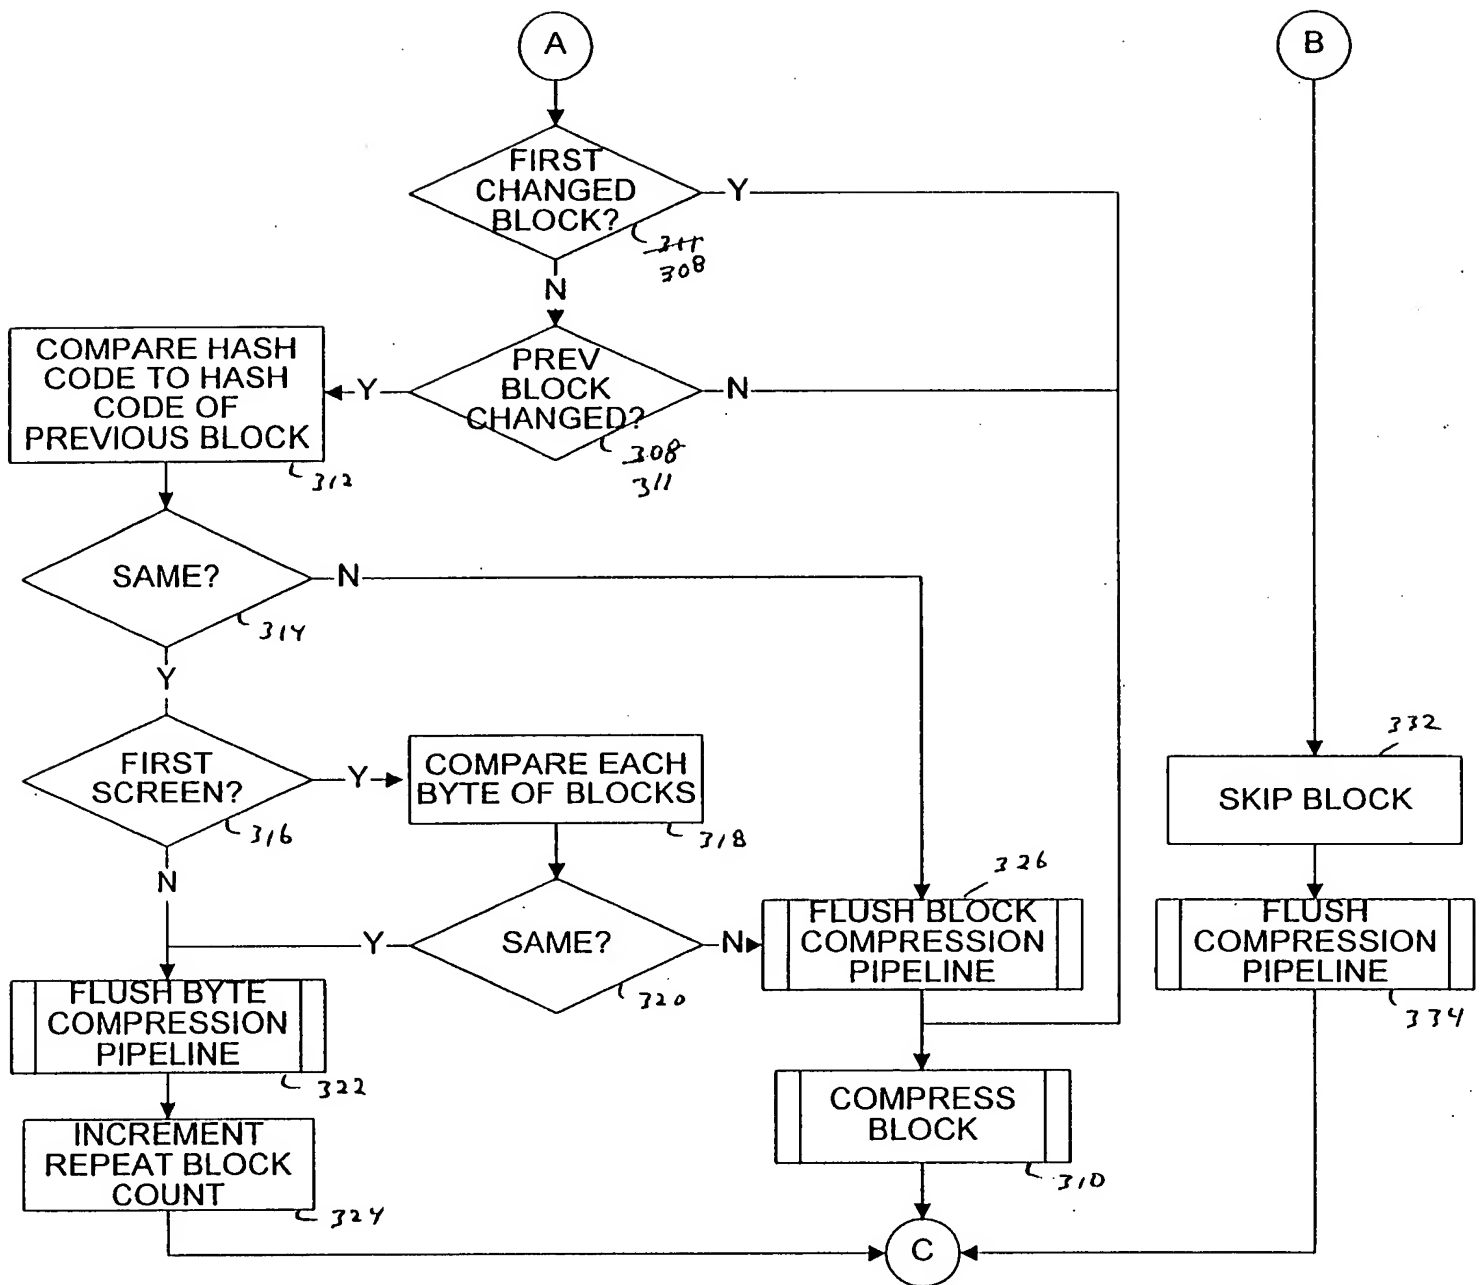 A
B
FIRST
CHANGED
BLOCK?
Y
311
308
N
PREV
BLOCK
CHANGED?
Y
N
308
311
COMPARE HASH
CODE TO HASH
CODE OF
PREVIOUS BLOCK
312
SAME?
N
314
Y
FIRST
SCREEN?
Y
316
N
COMPARE EACH
BYTE OF BLOCKS
318
SAME?
Y
N
320
326
FLUSH BLOCK
COMPRESSION
PIPELINE
332
SKIP BLOCK
FLUSH
COMPRESSION
PIPELINE
334
FLUSH BYTE
COMPRESSION
PIPELINE
322
INCREMENT
REPEAT BLOCK
COUNT
324
COMPRESS
BLOCK
310
C